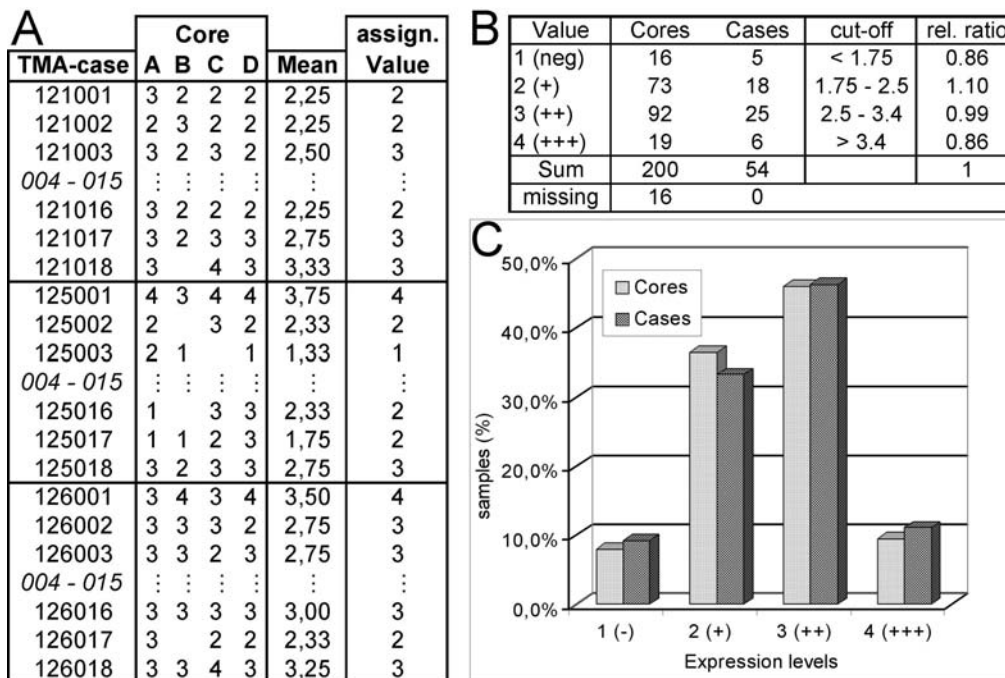 A
Core
assign.
TMA-case A B C D Mean Value
121001 3 2 2 2 2,25 2
121002 2 3 2 2 2,25 2
121003 3 2 3 2 2,50 3
004 - 015 ⋮ ⋮ ⋮ ⋮ ⋮ ⋮
121016 3 2 2 2 2,25 2
121017 3 2 3 3 2,75 3
121018 3 4 3 3,33 3
125001 4 3 4 4 3,75 4
125002 2 3 2 2,33 2
125003 2 1 1 1,33 1
004 - 015 ⋮ ⋮ ⋮ ⋮ ⋮ ⋮
125016 1 3 3 2,33 2
125017 1 1 2 3 1,75 2
125018 3 2 3 3 2,75 3
126001 3 4 3 4 3,50 4
126002 3 3 3 2 2,75 3
126003 3 3 2 3 2,75 3
004 - 015 ⋮ ⋮ ⋮ ⋮ ⋮ ⋮
126016 3 3 3 3 3,00 3
126017 3 2 2 2,33 2
126018 3 3 4 3 3,25 3
B
Value Cores Cases cut-off rel. ratio
1 (neg) 16 5 < 1.75 0.86
2 (+) 73 18 1.75 - 2.5 1.10
3 (++) 92 25 2.5 - 3.4 0.99
4 (+++) 19 6 > 3.4 0.86
Sum 200 54 1
missing 16 0
C
50,0%
40,0%
30,0%
20,0%
10,0%
0,0%
samples (%)
Cores
Cases
1 (-) 2 (+) 3 (++) 4 (+++)
Expression levels